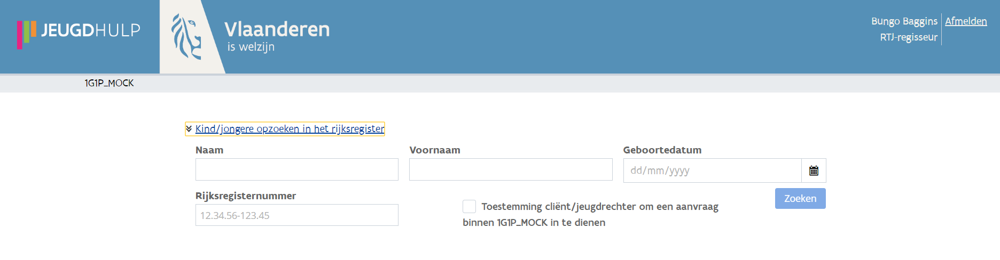 JEUGDHULP
Vlaanderen
is welzijn
Bungo Baggins
Afmelden
RTJ-regisseur
1G1P_MOCK
Kind/jongere opzoeken in het rijksregister
Naam
Voornaam
Geboortedatum
dd/mm/yyyy
Rijksregisternummer
12.34.56-123.45
Toestemming cliënt/jeugdrechter om een aanvraag
binnen 1G1P_MOCK in te dienen
Zoeken